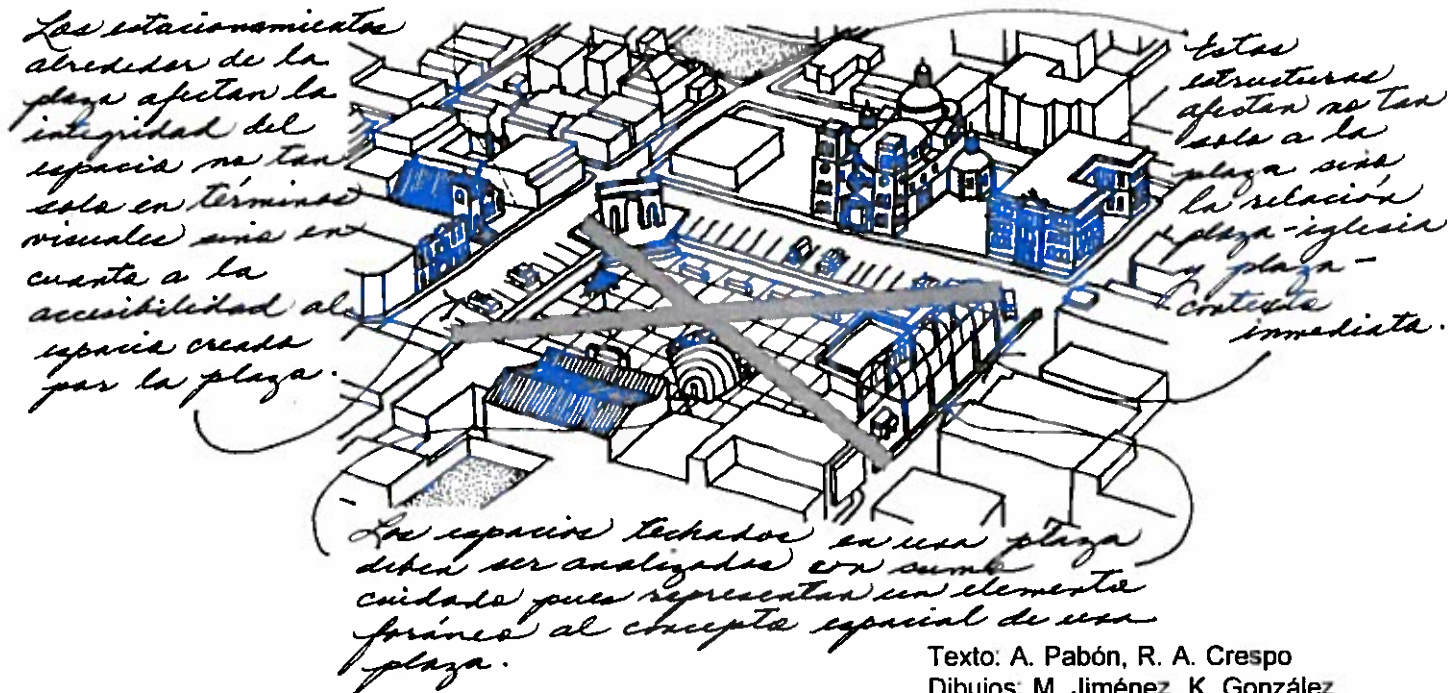 Los estacionamientos
alrededor de la
plaza afectan la
integridad del
espacio no tan
solo en términos
visuales sino en
cuanto a la
accesibilidad al
espacio creado
por la plaza.
Estas
estructuras
afectan no tan
solo a la
plaza sino
la relación
plaza-iglesia
y plaza-
contexto
inmediato.
Los espacios techados en una plaza
deben ser analizados con sumo
cuidado pues representan un elemento
foráneo al concepto espacial de una
plaza.
Texto: A. Pabón, R. A. Crespo
Dibujos: M. Jiménez, K. González